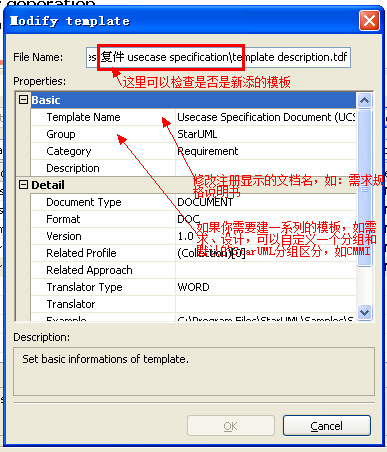 generation
Modify template
File Name: es 复件 usecase specification\template description.tdf
这里可以检查是否是新添的模板
Properties:
Basic
Template Name Usecase Specification Document (UCS
Group StarUML
Category Requirement
Description
修改注册显示的文档名，如：需求规
格说明书
Detail
Document Type DOCUMENT
Format DOC
Version 1.0
Related Profile (Collection)[0]
如果你需要建一系列的模板，如需
求、设计，可以自定义一个分组和
默认的StarUML分组区分，如CMMI
Related Approach
Translator Type WORD
Translator
Example C:\Program Files\StarUML\Samples\S
Description:
Set basic informations of template.
OK Cancel